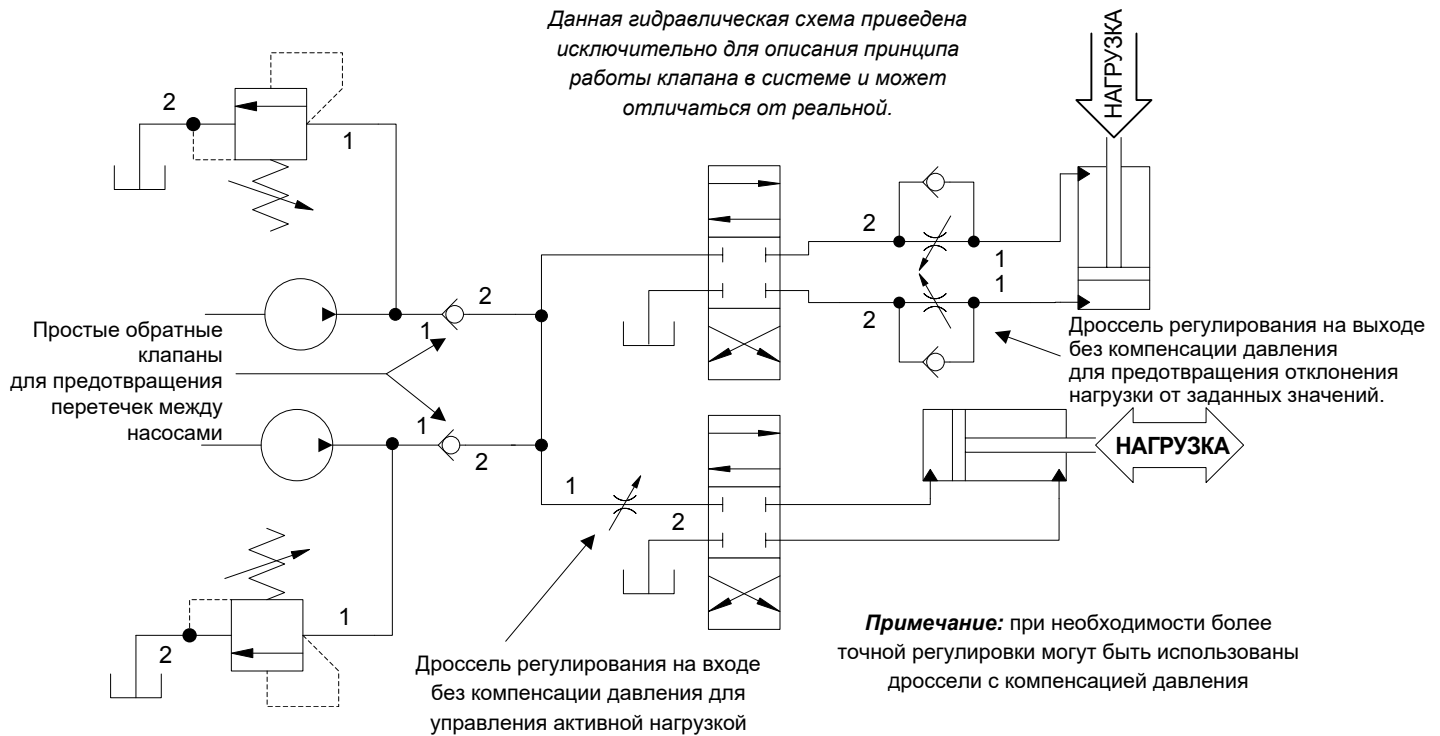 Данная гидравлическая схема приведена
исключительно для описания принципа
работы клапана в системе и может
отличаться от реальной.
НАГРУЗКА
2
1
2
1
1
2
2
1
Простые обратные
клапаны
для предотвращения
перетечек между
насосами
1
2
Дроссель регулирования на выходе
без компенсации давления
для предотвращения отклонения
нагрузки от заданных значений.
НАГРУЗКА
1
2
1
2
Дроссель регулирования на входе
без компенсации давления для
управления активной нагрузкой
Примечание: при необходимости более
точной регулировки могут быть использованы
дроссели с компенсацией давления